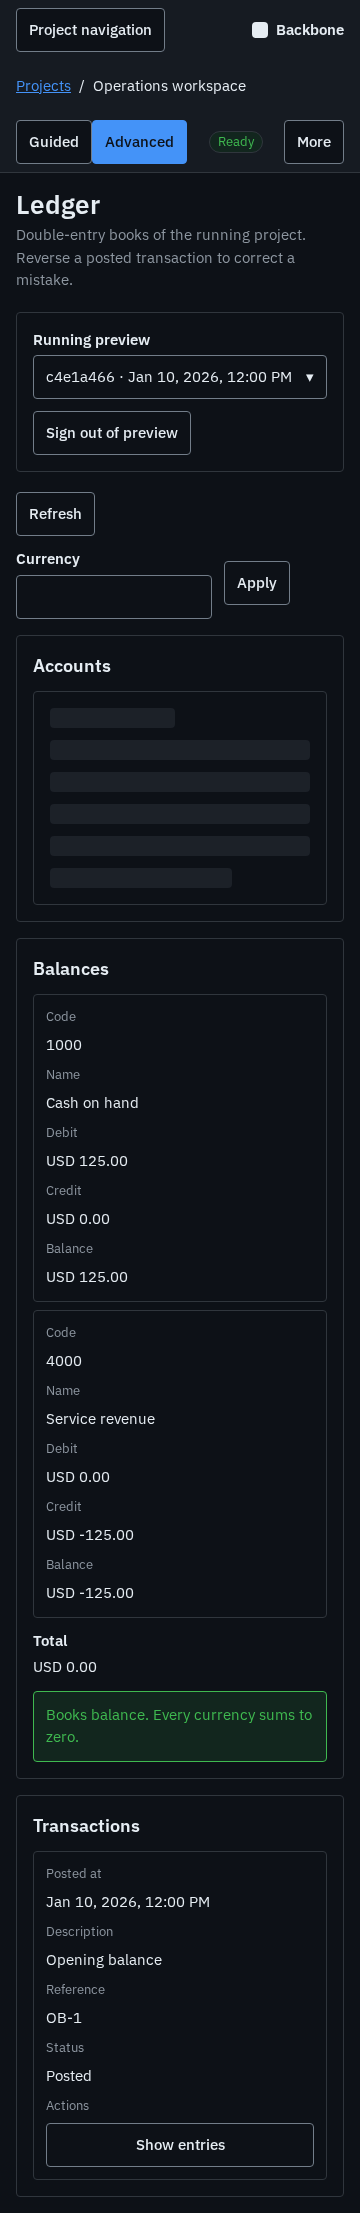 Project navigation
Backbone
Projects / Operations workspace
Guided
Advanced
Ready
More
Ledger
Double-entry books of the running project.
Reverse a posted transaction to correct a
mistake.
Running preview
c4e1a466 · Jan 10, 2026, 12:00 PM ▾
Sign out of preview
Refresh
Currency
Apply
Accounts
Balances
Code
1000
Name
Cash on hand
Debit
USD 125.00
Credit
USD 0.00
Balance
USD 125.00
Code
4000
Name
Service revenue
Debit
USD 0.00
Credit
USD -125.00
Balance
USD -125.00
Total
USD 0.00
Books balance. Every currency sums to
zero.
Transactions
Posted at
Jan 10, 2026, 12:00 PM
Description
Opening balance
Reference
OB-1
Status
Posted
Actions
Show entries